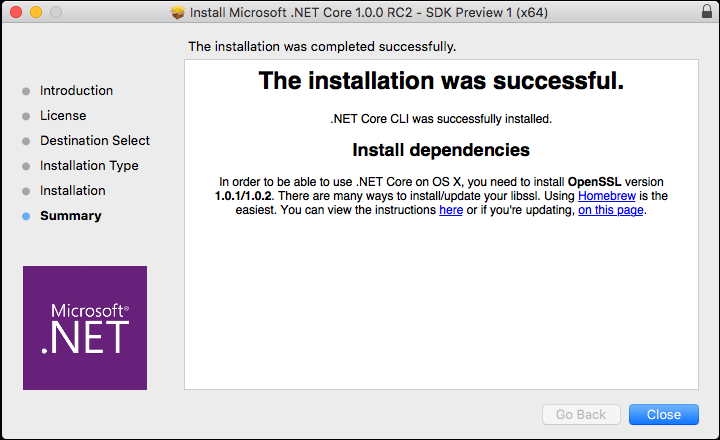 Install Microsoft .NET Core 1.0.0 RC2 - SDK Preview 1 (x64)
The installation was completed successfully.
Introduction
License
Destination Select
Installation Type
Installation
Summary
Microsoft®
.NET
The installation was successful.
.NET Core CLI was successfully installed.
Install dependencies
In order to be able to use .NET Core on OS X, you need to install OpenSSL version
1.0.1/1.0.2. There are many ways to install/update your libssl. Using Homebrew is the
easiest. You can view the instructions here or if you're updating, on this page.
Go Back
Close